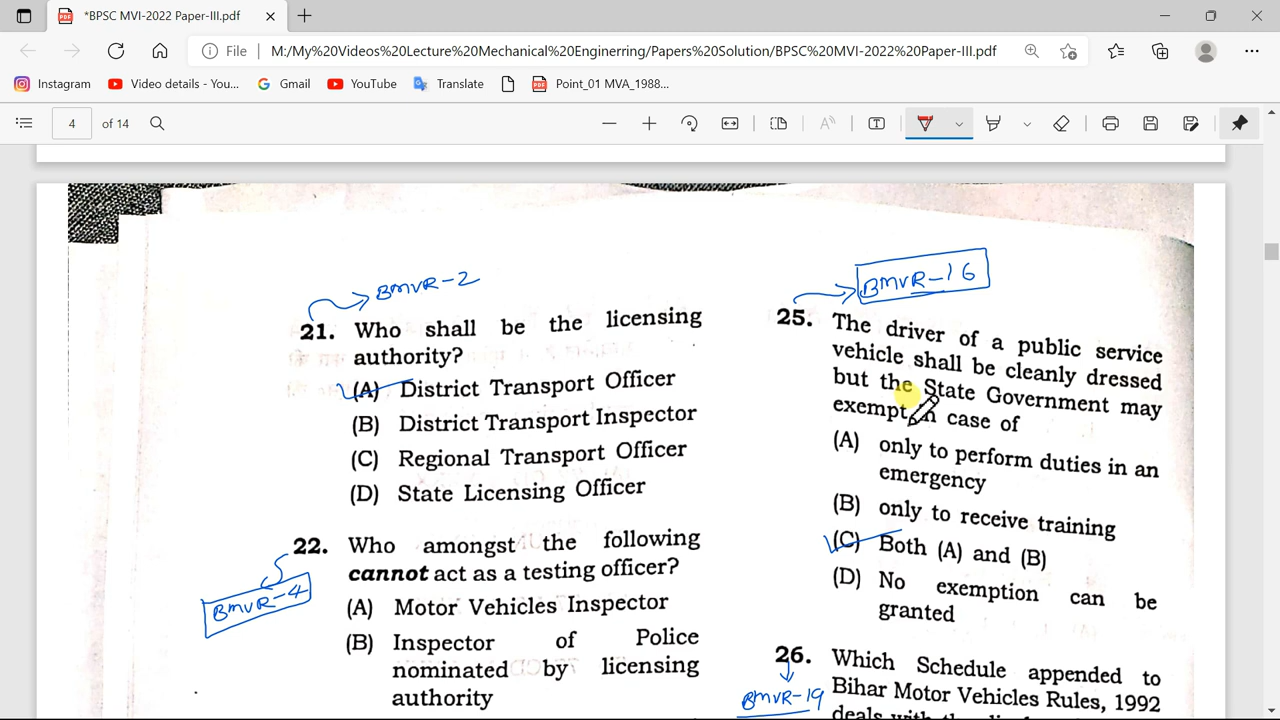 *BPSC MVI-2022 Paper-III.pdf
File M:/My%20Videos%20Lecture%20Mechanical%20Enginerring/Papers%20Solution/BPSC%20MVI-2022%20Paper-III.pdf
Instagram Video details - You... Gmail YouTube Translate Point_01 MVA_1988...
4 of 14
BMVR-2
21. Who shall be the licensing
authority?
(A) District Transport Officer
(B) District Transport Inspector
(C) Regional Transport Officer
(D) State Licensing Officer
22. Who amongst the following
cannot act as a testing officer?
BMVR-4
(A) Motor Vehicles Inspector
(B) Inspector of Police
nominated by licensing
authority
BMVR-16
25. The driver of a public service
vehicle shall be cleanly dressed
but the State Government may
exempt in case of
(A) only to perform duties in an
emergency
(B) only to receive training
(C) Both (A) and (B)
(D) No exemption can be
granted
26. Which Schedule appended to
BMVR-19
Bihar Motor Vehicles Rules, 1992
deals with the